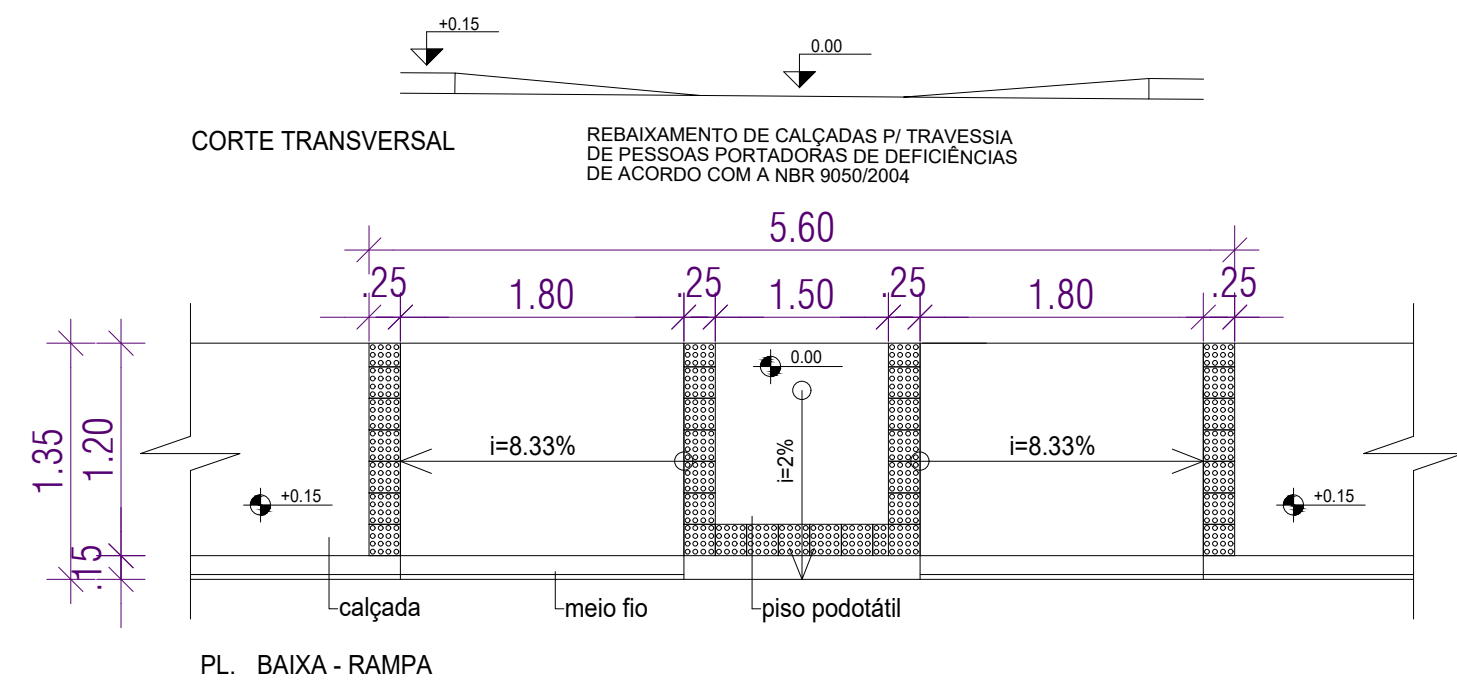 +0.15
0.00
CORTE TRANSVERSAL
REBAIXAMENTO DE CALÇADAS P/ TRAVESSIA
DE PESSOAS PORTADORAS DE DEFICIÊNCIAS
DE ACORDO COM A NBR 9050/2004
5.60
.25 1.80 .25 1.50 .25 1.80 .25
0.00
1.35
1.20
.15
i=8.33%
i=2%
i=8.33%
+0.15
+0.15
calçada
meio fio
piso podotátil
PL. BAIXA - RAMPA